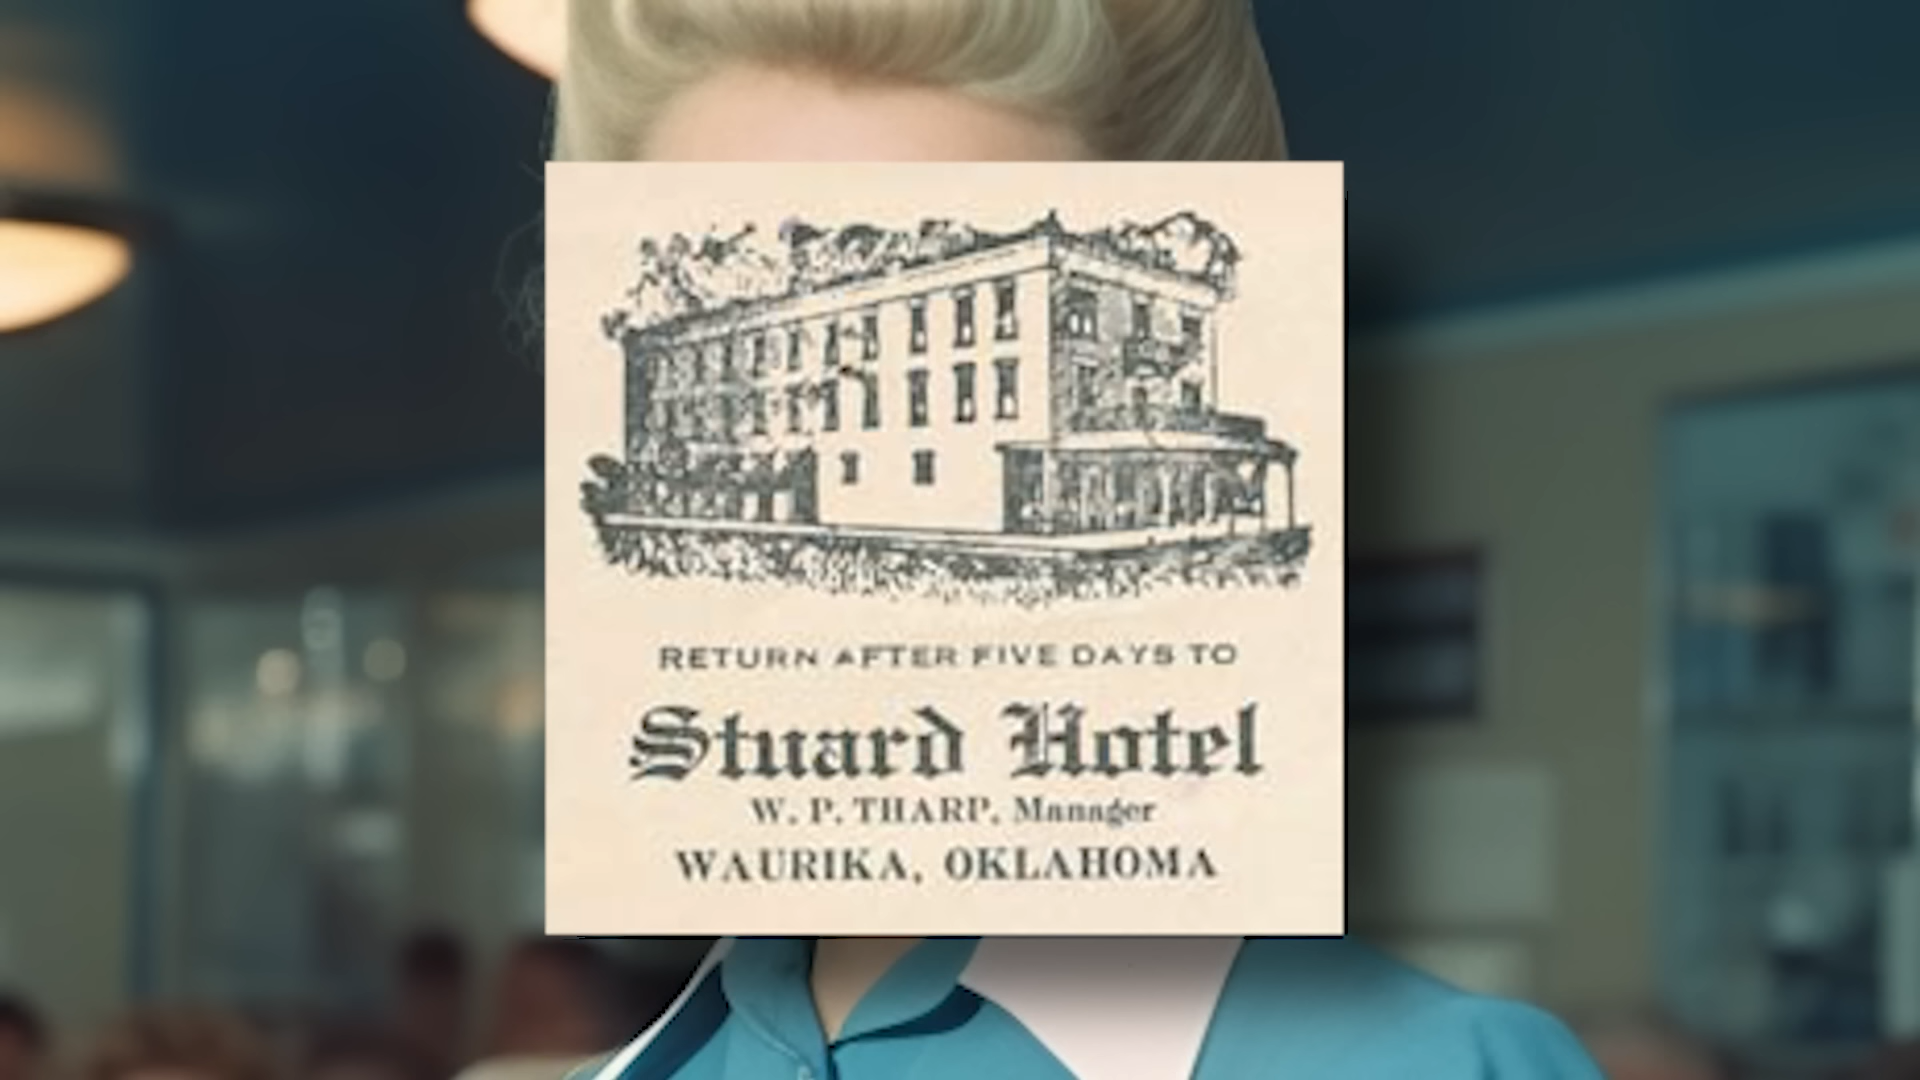 RETURN AFTER FIVE DAYS TO
Stuard Hotel
W. P. THARP, Manager
WAURIKA, OKLAHOMA